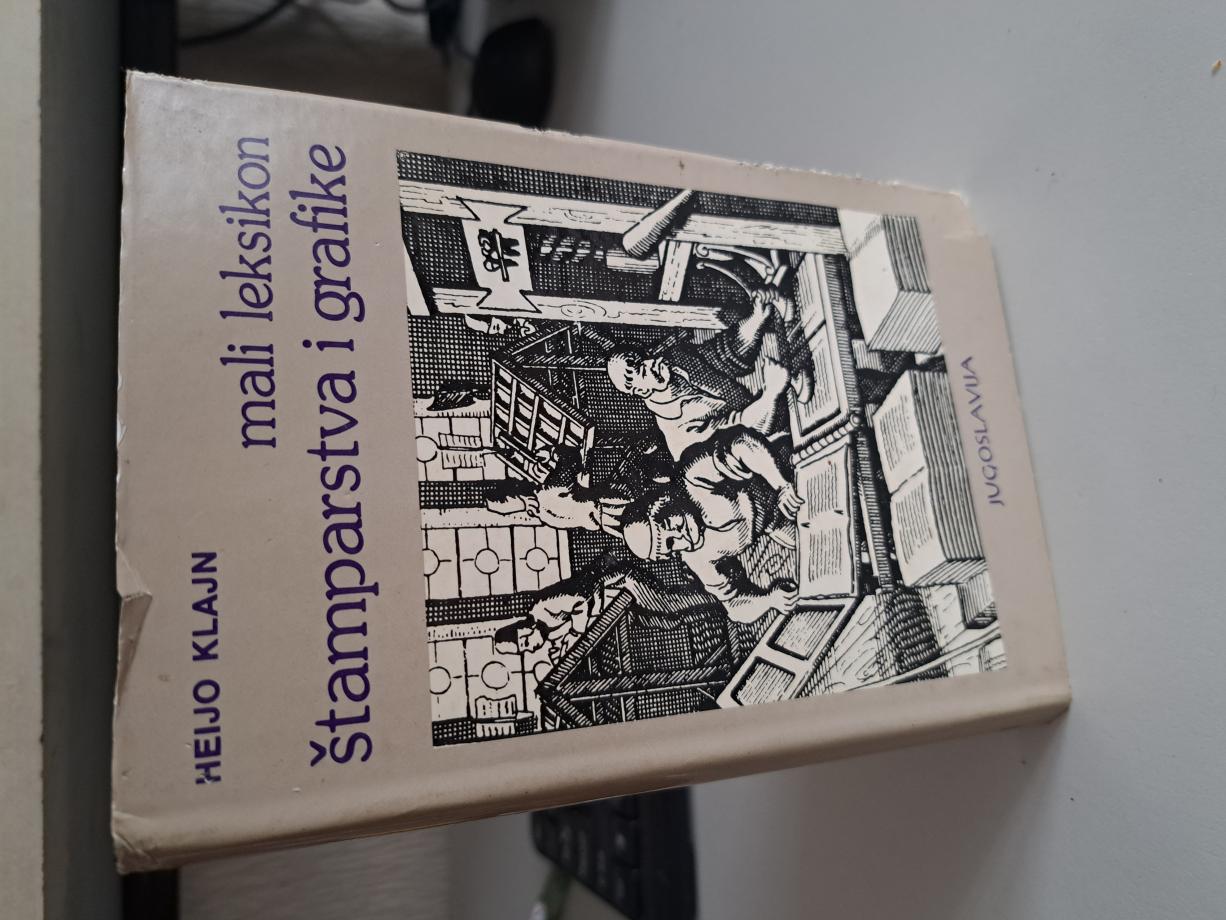 HEIJO KLAJN
mali leksikon
štamparstva i grafike
JUGOSLAVIJA